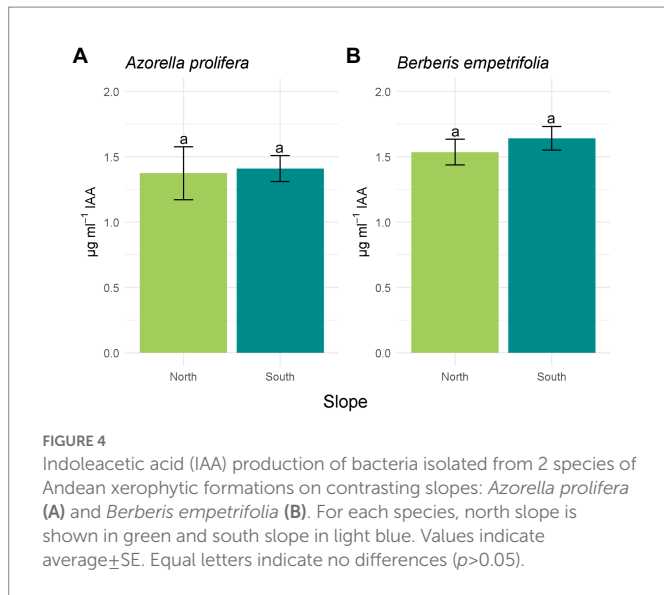 A
Azorella prolifera
B
Berberis empetrifolia
2.0
1.5
1.0
0.5
0.0
µg ml⁻¹ IAA
a
a
North
South
2.0
1.5
1.0
0.5
0.0
µg ml⁻¹ IAA
a
a
North
South
Slope
FIGURE 4
Indoleacetic acid (IAA) production of bacteria isolated from 2 species of
Andean xerophytic formations on contrasting slopes: Azorella prolifera
(A) and Berberis empetrifolia (B). For each species, north slope is
shown in green and south slope in light blue. Values indicate
average±SE. Equal letters indicate no differences (p>0.05).